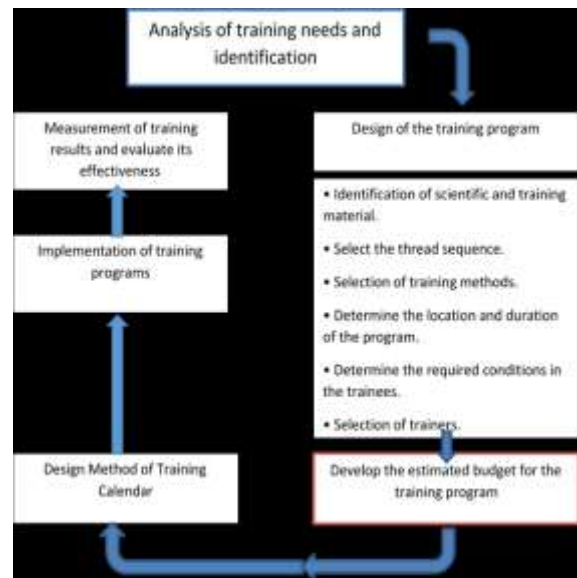 Analysis of training needs and
identification
Measurement of training
results and evaluate its
effectiveness
Design of the training program
• Identification of scientific and training
material.
• Select the thread sequence.
• Selection of training methods.
• Determine the location and duration
of the program.
• Determine the required conditions in
the trainees.
• Selection of trainers.
Implementation of training
programs
Design Method of Training
Calendar
Develop the estimated budget for the
training program